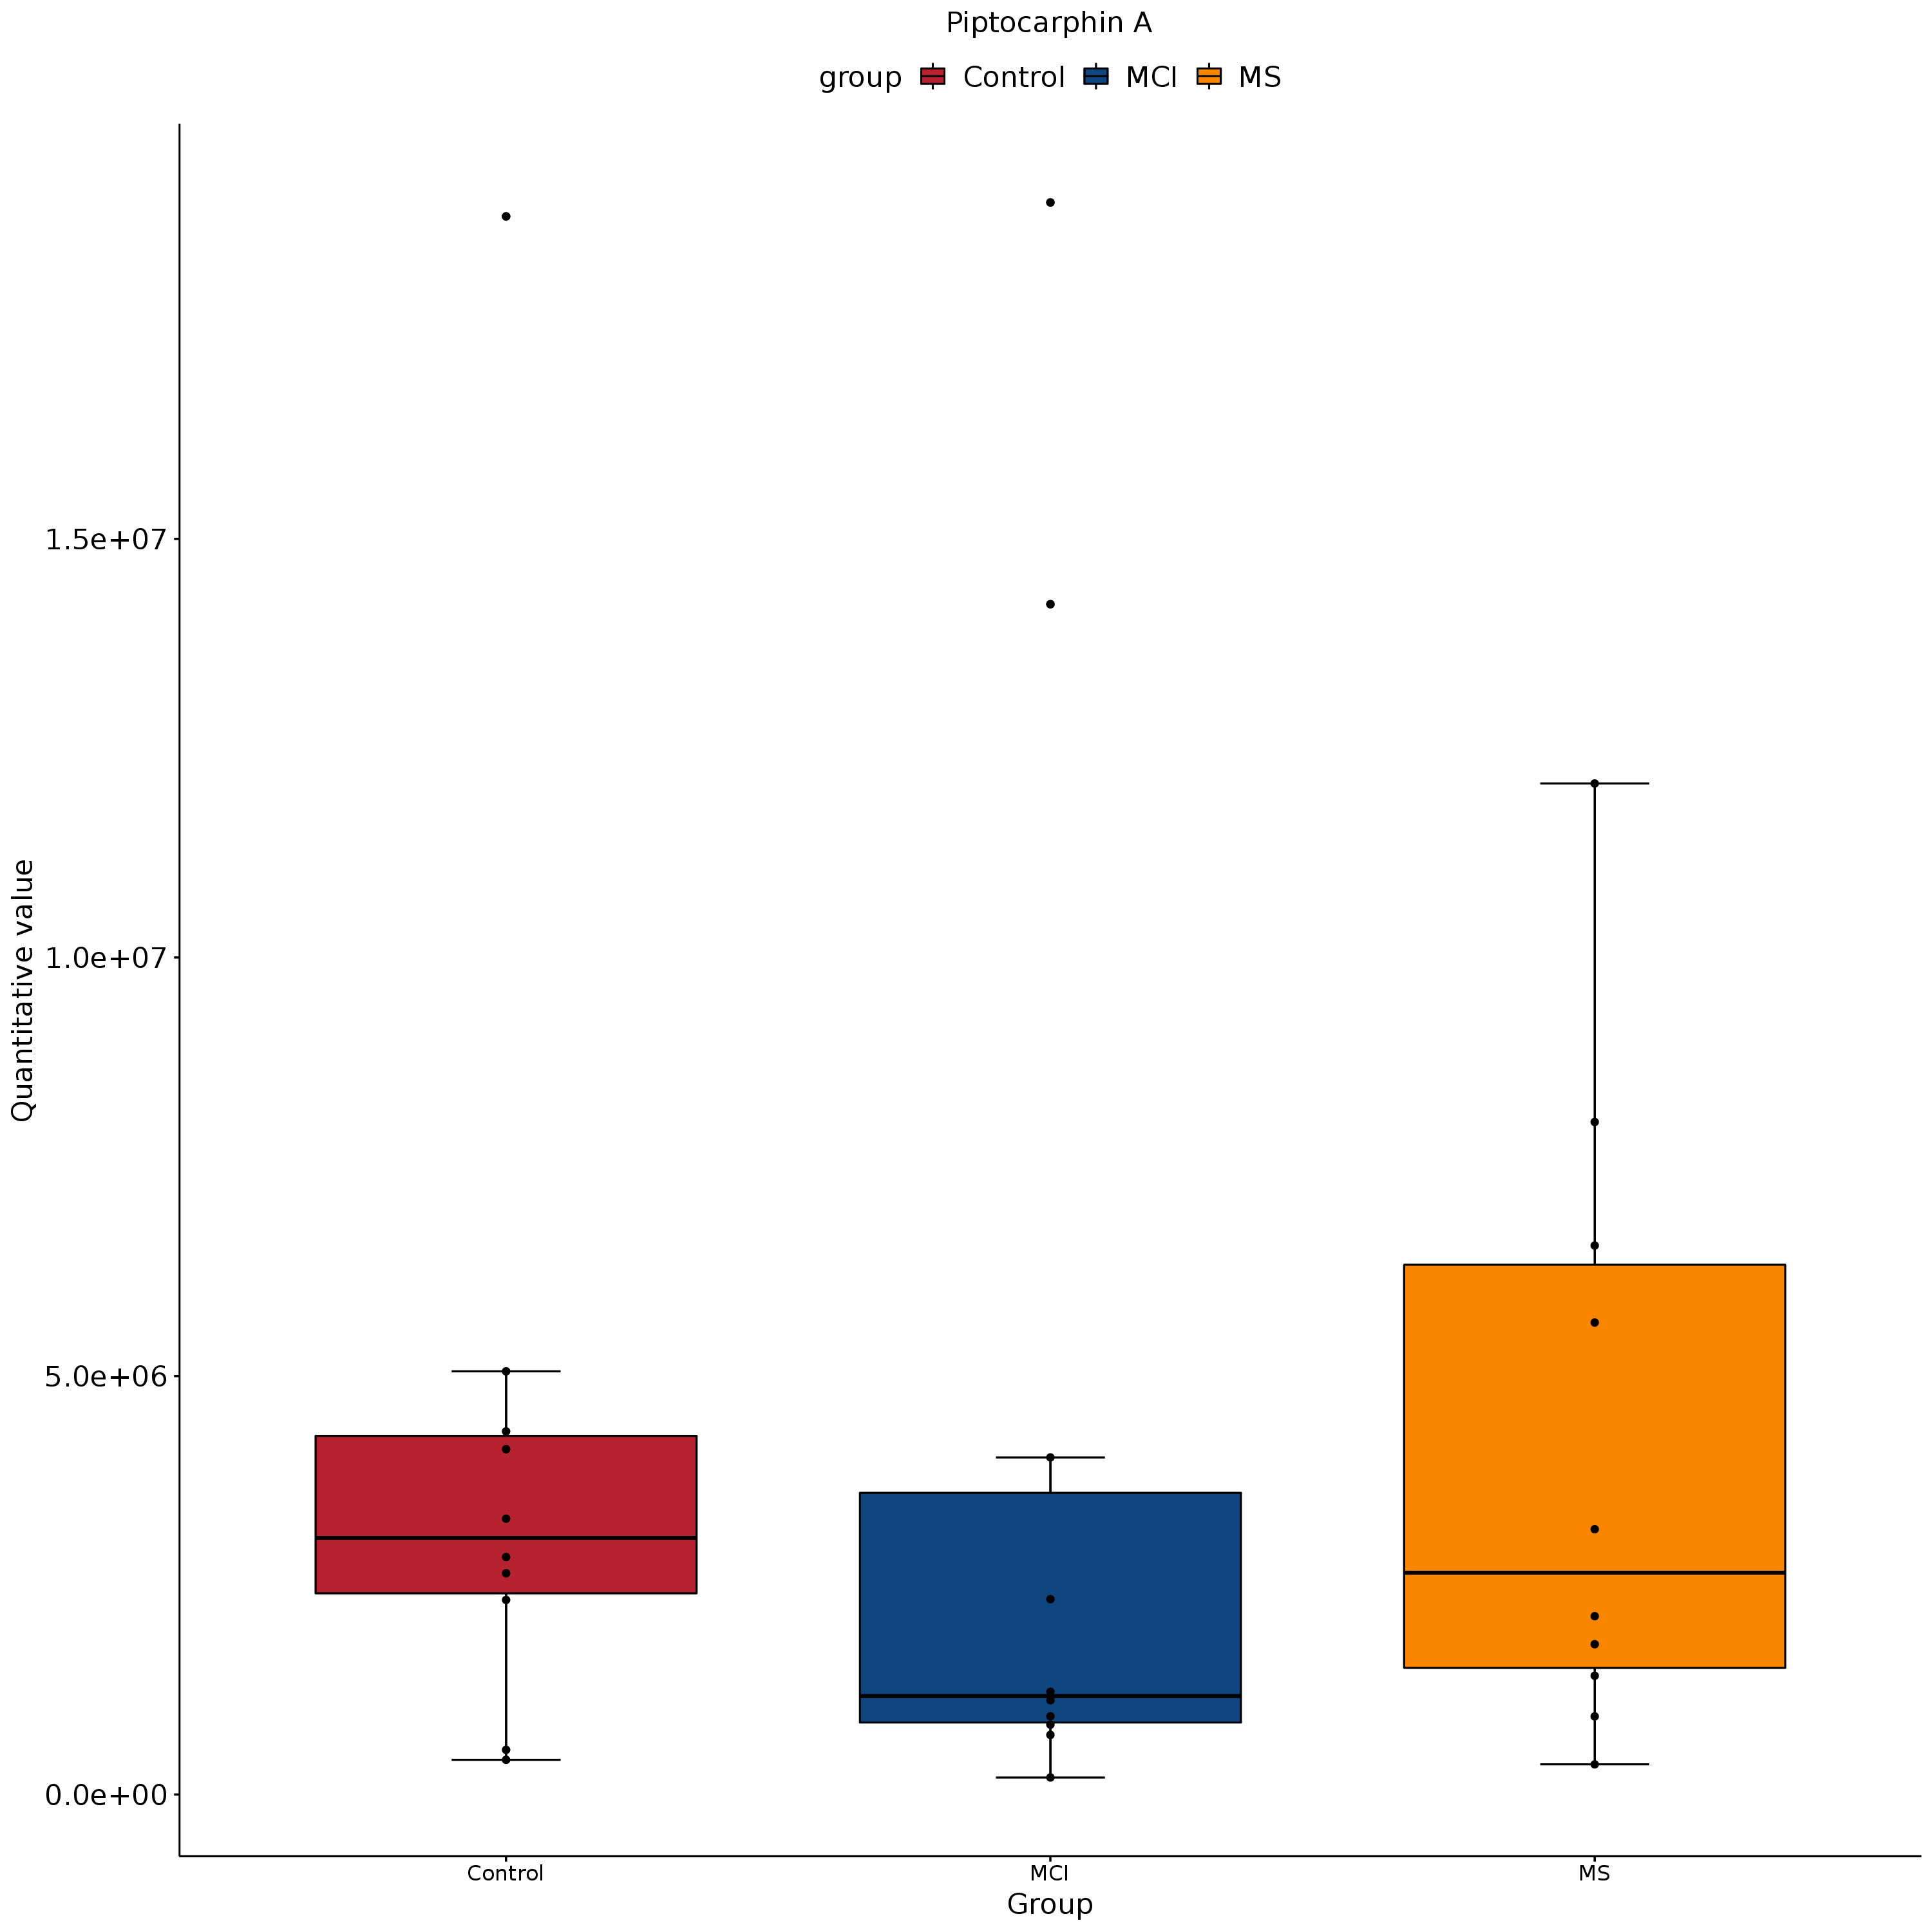 Piptocarphin A
group Control MCI MS
Quantitative value
1.5e+07
1.0e+07
5.0e+06
0.0e+00
Control MCI MS
Group